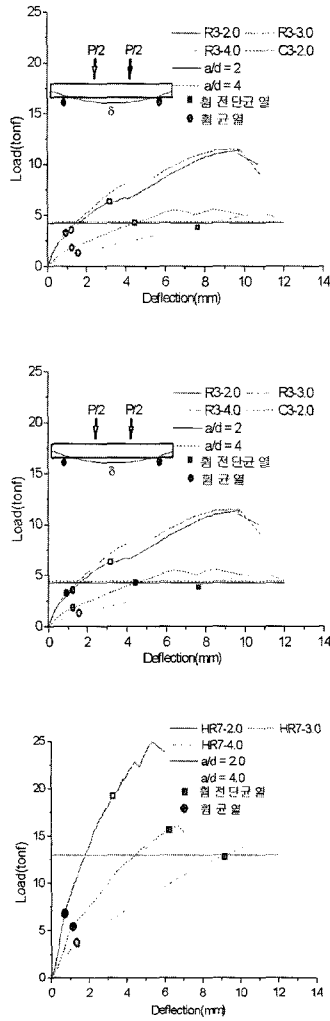 P/2 P/2
R3-2.0 R3-3.0
R3-4.0 C3-2.0
a/d = 2
a/d = 4
휨 전단균 열
휨 균 열
δ
Load(tonf)
25
20
15
10
5
0
0 2 4 6 8 10 12 14
Deflection(mm)
P/2 P/2
R3-2.0 R3-3.0
R3-4.0 C3-2.0
a/d = 2
a/d = 4
휨 전단균 열
휨 균 열
δ
Load(tonf)
25
20
15
10
5
0
0 2 4 6 8 10 12 14
Deflection(mm)
HR7-2.0 HR7-3.0
HR7-4.0
a/d = 2.0
a/d = 4.0
휨 전단균 열
휨 균 열
Load(tonf)
25
20
15
10
5
0
0 2 4 6 8 10 12 14
Deflection(mm)